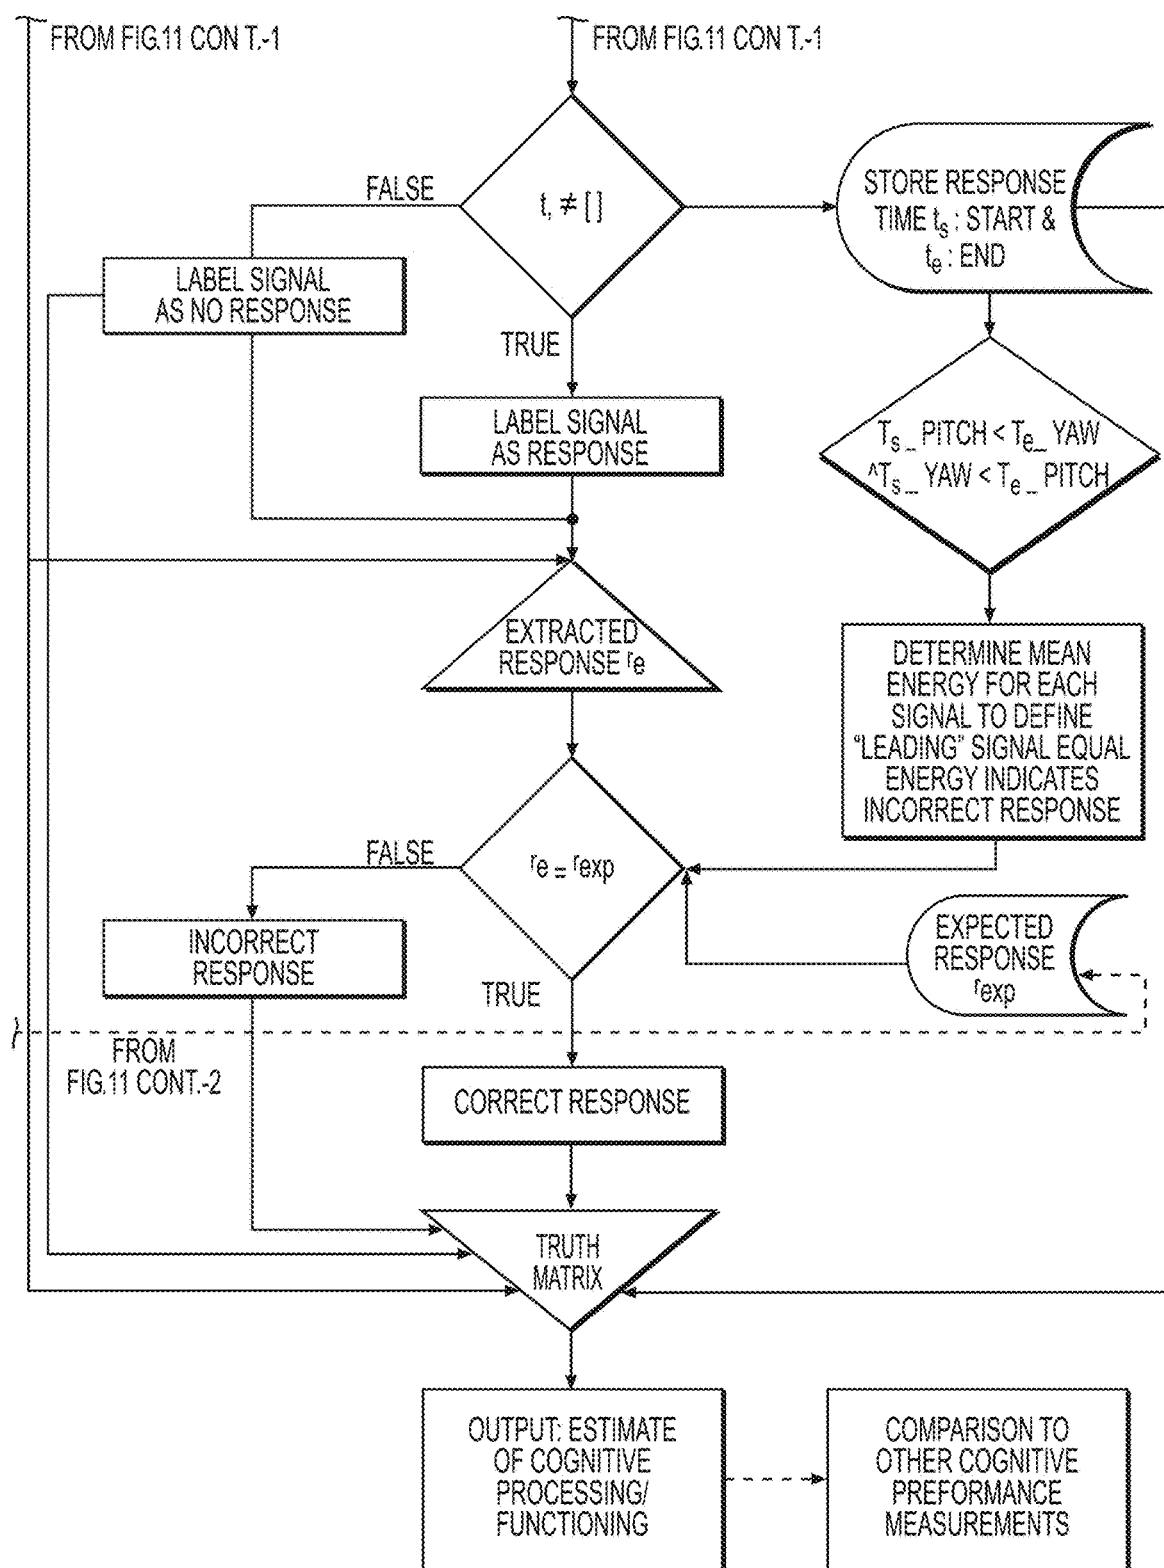 FROM FIG.11 CON T.-1
FROM FIG.11 CON T.-1
FALSE
t, ≠ [ ]
STORE RESPONSE
TIME ts : START &
te : END
LABEL SIGNAL
AS NO RESPONSE
TRUE
LABEL SIGNAL
AS RESPONSE
Ts_ PITCH < Te_ YAW
^Ts_ YAW < Te_ PITCH
EXTRACTED
RESPONSE re
DETERMINE MEAN
ENERGY FOR EACH
SIGNAL TO DEFINE
"LEADING" SIGNAL EQUAL
ENERGY INDICATES
INCORRECT RESPONSE
FALSE
re = rexp
INCORRECT
RESPONSE
EXPECTED
RESPONSE
rexp
TRUE
FROM
FIG.11 CONT.-2
CORRECT RESPONSE
TRUTH
MATRIX
OUTPUT: ESTIMATE
OF COGNITIVE
PROCESSING/
FUNCTIONING
COMPARISON TO
OTHER COGNITIVE
PREFORMANCE
MEASUREMENTS